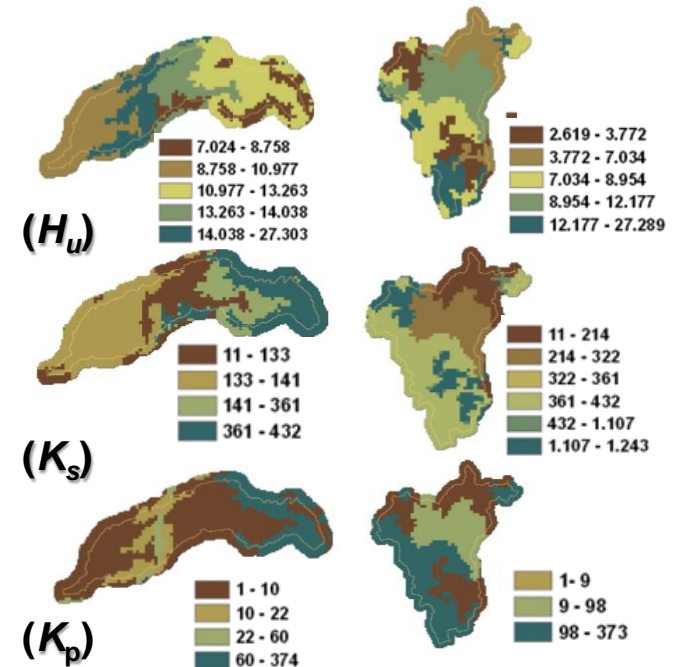 7.024 - 8.758
8.758 - 10.977
10.977 - 13.263
13.263 - 14.038
14.038 - 27.303
2.619 - 3.772
3.772 - 7.034
7.034 - 8.954
8.954 - 12.177
12.177 - 27.289
(Hu)
11 - 133
133 - 141
141 - 361
361 - 432
11 - 214
214 - 322
322 - 361
361 - 432
432 - 1.107
1.107 - 1.243
(Ks)
1 - 10
10 - 22
22 - 60
60 - 374
1 - 9
9 - 98
98 - 373
(Kp)